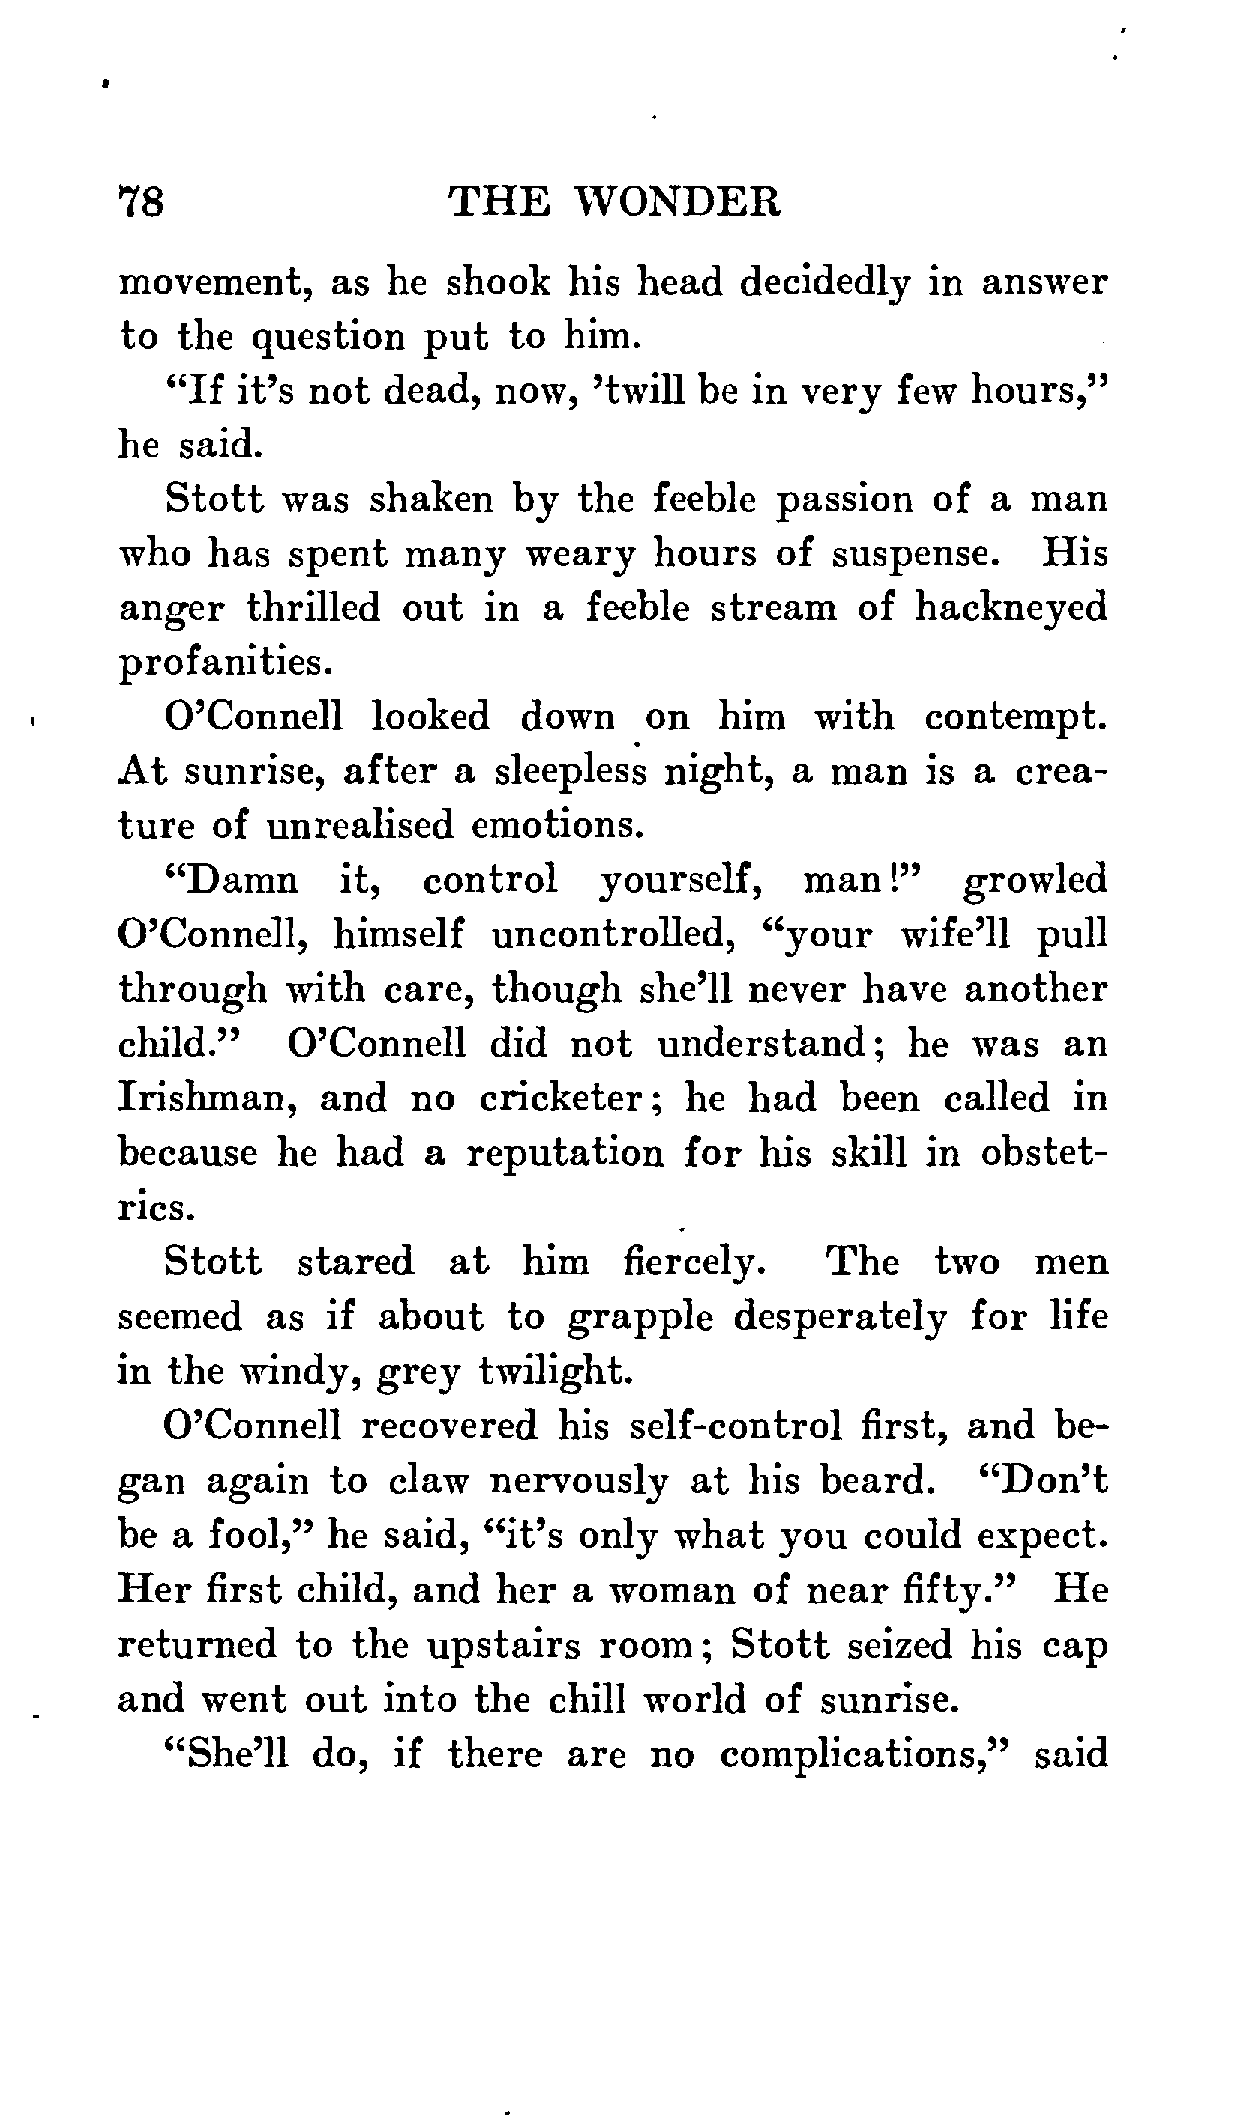 78 THE WONDER
movement, as he shook his head decidedly in answer
to the question put to him.
“If it’s not dead, now, ’twill be in very few hours,”
he said.
Stott was shaken by the feeble passion of a man
who has spent many weary hours of suspense. His
anger thrilled out in a feeble stream of hackneyed
profanities.
O’Connell looked down on him with contempt.
At sunrise, after a sleepless night, a man is a crea-
ture of unrealised emotions.
“Damn it, control yourself, man!” growled
O’Connell, himself uncontrolled, “your wife’ll pull
through with care, though she’ll never have another
child.” O’Connell did not understand; he was an
Irishman, and no cricketer; he had been called in
because he had a reputation for his skill in obstet-
rics.
Stott stared at him fiercely. The two men
seemed as if about to grapple desperately for life
in the windy, grey twilight.
O’Connell recovered his self-control first, and be-
gan again to claw nervously at his beard. “Don’t
be a fool,” he said, “it’s only what you could expect.
Her first child, and her a woman of near fifty.” He
returned to the upstairs room; Stott seized his cap
and went out into the chill world of sunrise.
“She’ll do, if there are no complications,” said